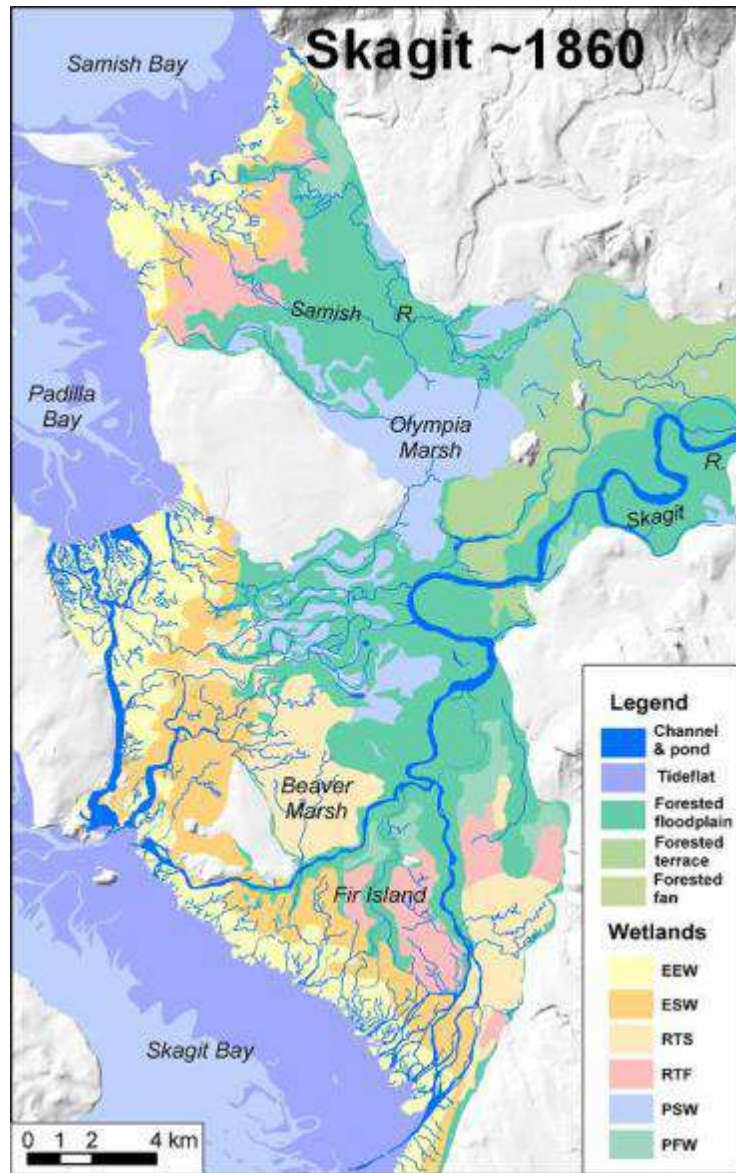 Skagit ~1860
Samish Bay
Samish R.
Padilla
Bay
Olympia
Marsh
R.
Skagit
Beaver
Marsh
Fir Island
Skagit Bay
Legend
Channel
& pond
Tideflat
Forested
floodplain
Forested
terrace
Forested
fan
Wetlands
EEW
ESW
RTS
RTF
PSW
PFW
0 1 2 4 km